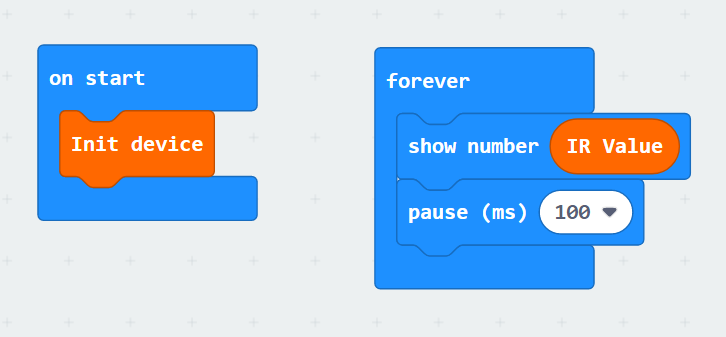 on start
Init device
forever
show number IR Value
pause (ms) 100